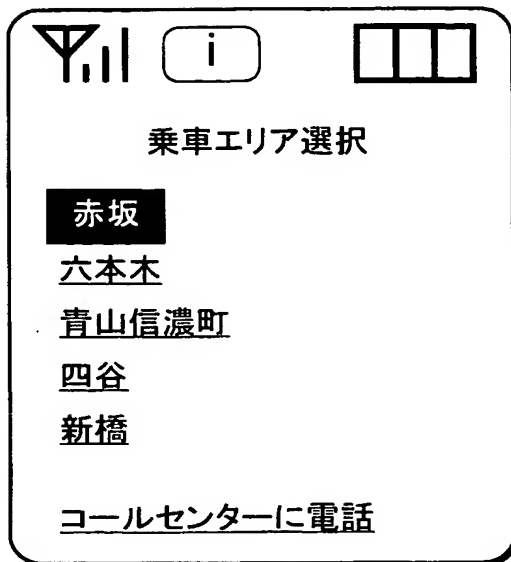 i
乗車エリア選択
赤坂
六本木
青山信濃町
四谷
新橋
コールセンターに電話